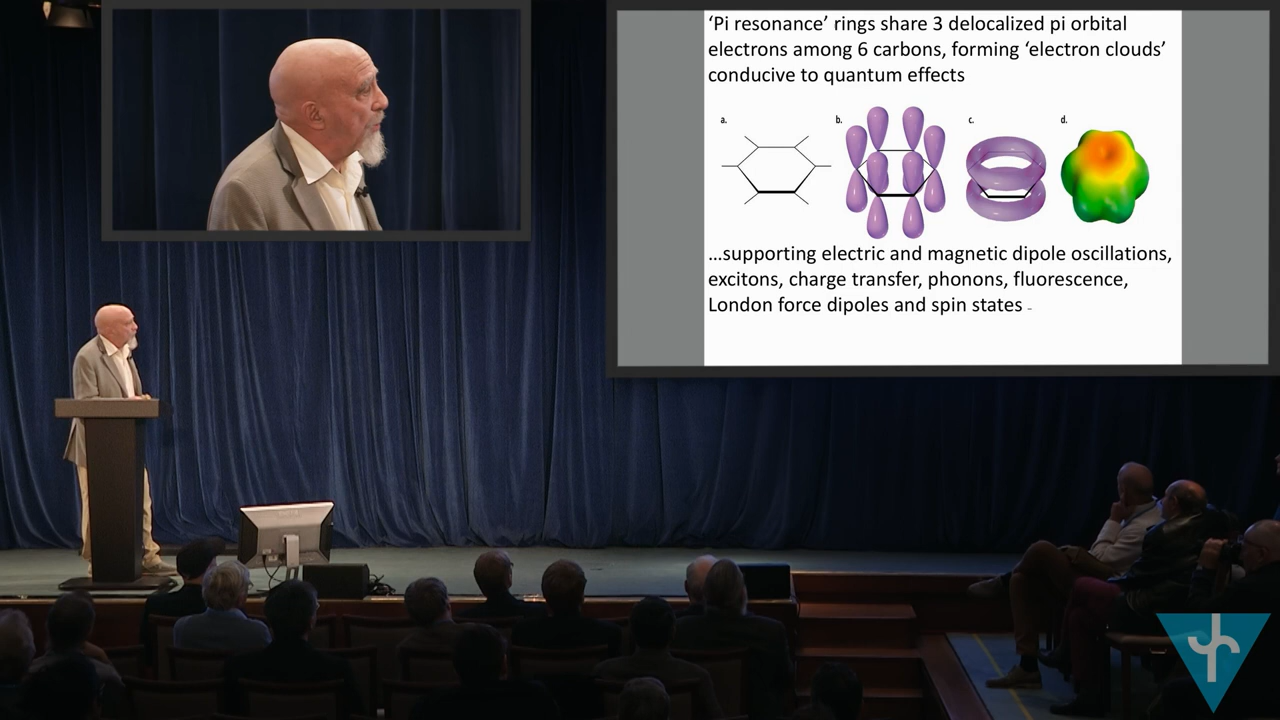 ‘Pi resonance’ rings share 3 delocalized pi orbital
electrons among 6 carbons, forming ‘electron clouds’
conducive to quantum effects
a. b. c. d.
...supporting electric and magnetic dipole oscillations,
excitons, charge transfer, phonons, fluorescence,
London force dipoles and spin states -